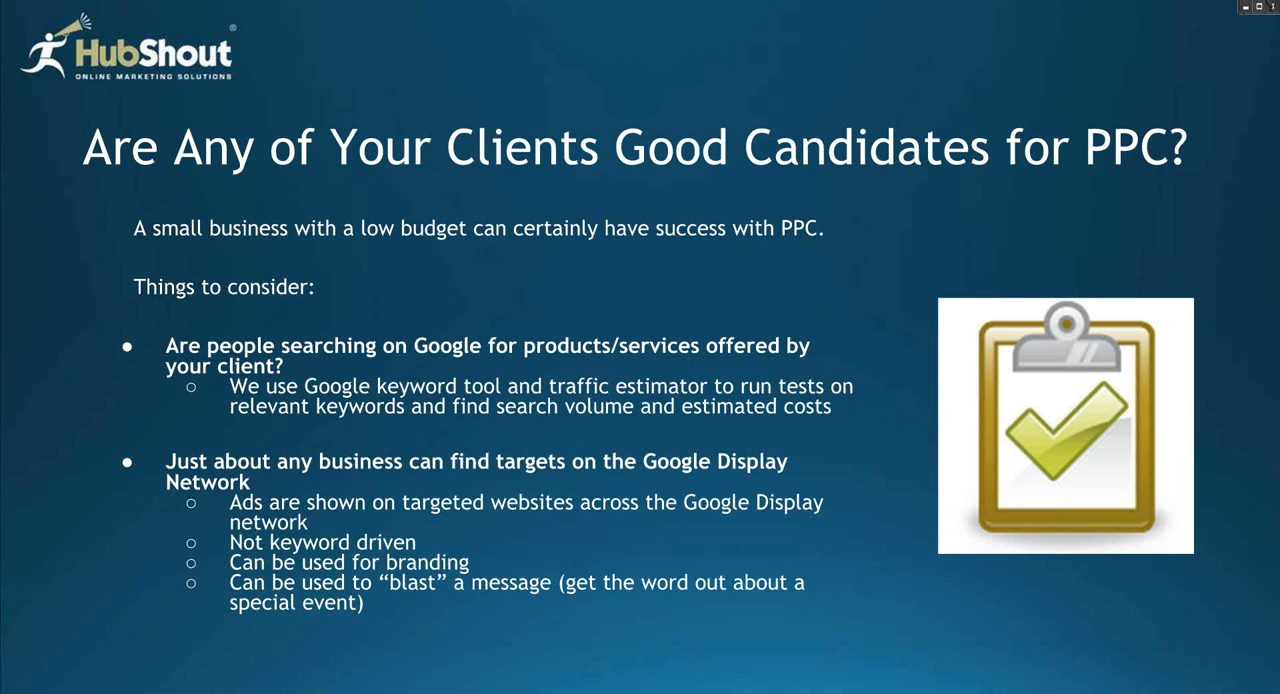 HubShout®
ONLINE MARKETING SOLUTIONS
Are Any of Your Clients Good Candidates for PPC?
A small business with a low budget can certainly have success with PPC.
Things to consider:
● Are people searching on Google for products/services offered by
your client?
○ We use Google keyword tool and traffic estimator to run tests on
relevant keywords and find search volume and estimated costs
● Just about any business can find targets on the Google Display
Network
○ Ads are shown on targeted websites across the Google Display
network
○ Not keyword driven
○ Can be used for branding
○ Can be used to “blast” a message (get the word out about a
special event)